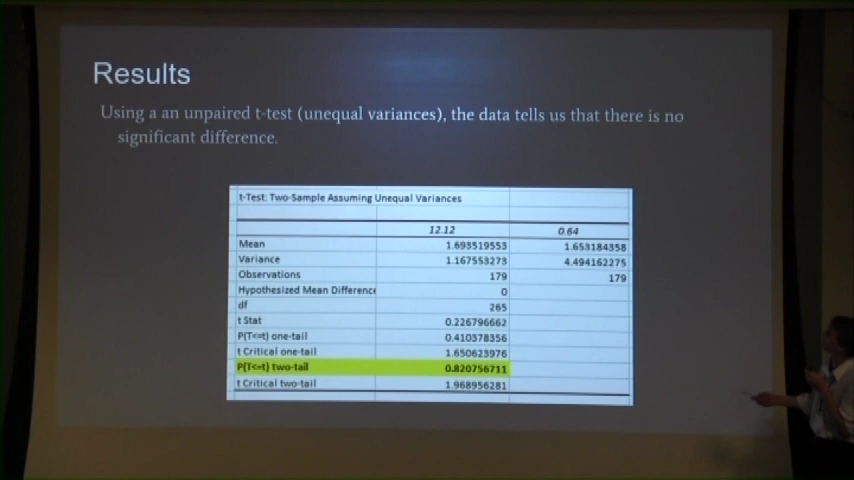 Results
Using a an unpaired t-test (unequal variances), the data tells us that there is no
significant difference.
t-Test: Two-Sample Assuming Unequal Variances
12.12 0.64
Mean 1.693519553 1.653184358
Variance 1.167553273 4.494162275
Observations 179 179
Hypothesized Mean Difference 0
df 265
t Stat 0.226796662
P(T<=t) one-tail 0.410378356
t Critical one-tail 1.650623976
P(T<=t) two-tail 0.820756711
t Critical two-tail 1.968956281